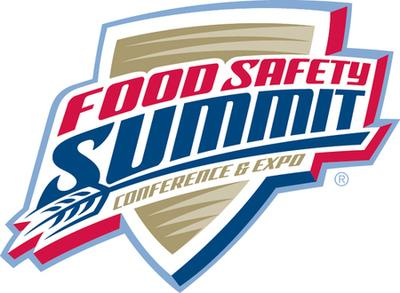 FOOD SAFETY
SUMMIT
CONFERENCE & EXPO
®